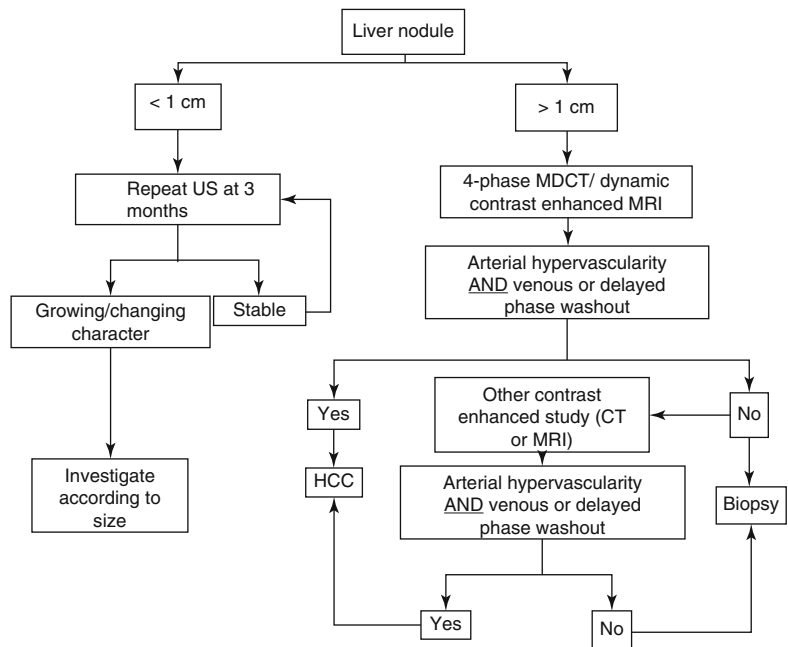 Liver nodule
< 1 cm
> 1 cm
Repeat US at 3
months
4-phase MDCT/ dynamic
contrast enhanced MRI
Arterial hypervascularity
AND venous or delayed
phase washout
Growing/changing
character
Stable
Yes
Other contrast
enhanced study (CT
or MRI)
No
Investigate
according to
size
HCC
Arterial hypervascularity
AND venous or delayed
phase washout
Biopsy
Yes
No